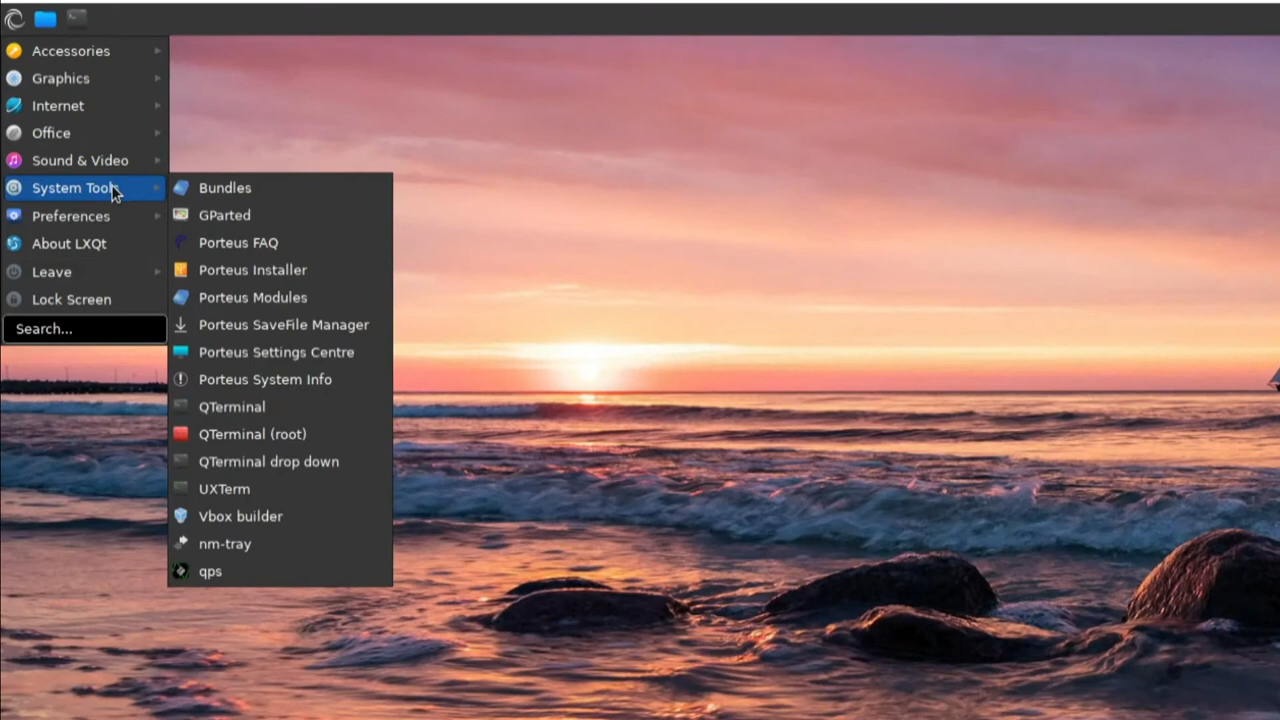 Accessories
Graphics
Internet
Office
Sound & Video
System Tools
Preferences
About LXQt
Leave
Lock Screen
Search...
Bundles
GParted
Porteus FAQ
Porteus Installer
Porteus Modules
Porteus SaveFile Manager
Porteus Settings Centre
Porteus System Info
QTerminal
QTerminal (root)
QTerminal drop down
UXTerm
Vbox builder
nm-tray
qps